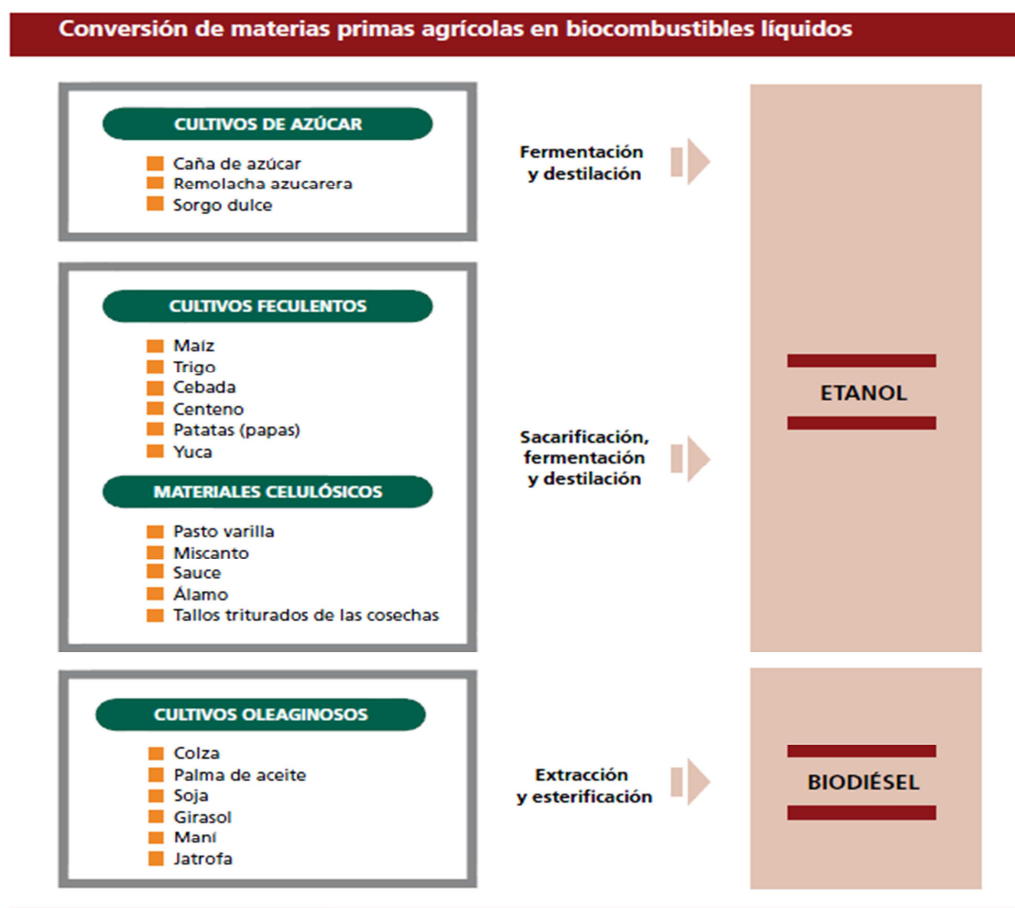 Conversión de materias primas agrícolas en biocombustibles líquidos
CULTIVOS DE AZÚCAR
Caña de azúcar
Remolacha azucarera
Sorgo dulce
Fermentación
y destilación
CULTIVOS FECULENTOS
Maíz
Trigo
Cebada
Centeno
Patatas (papas)
Yuca
MATERIALES CELULÓSICOS
Pasto varilla
Miscanto
Sauce
Álamo
Tallos triturados de las cosechas
Sacarificación,
fermentación
y destilación
ETANOL
CULTIVOS OLEAGINOSOS
Colza
Palma de aceite
Soja
Girasol
Maní
Jatrofa
Extracción
y esterificación
BIODIÉSEL